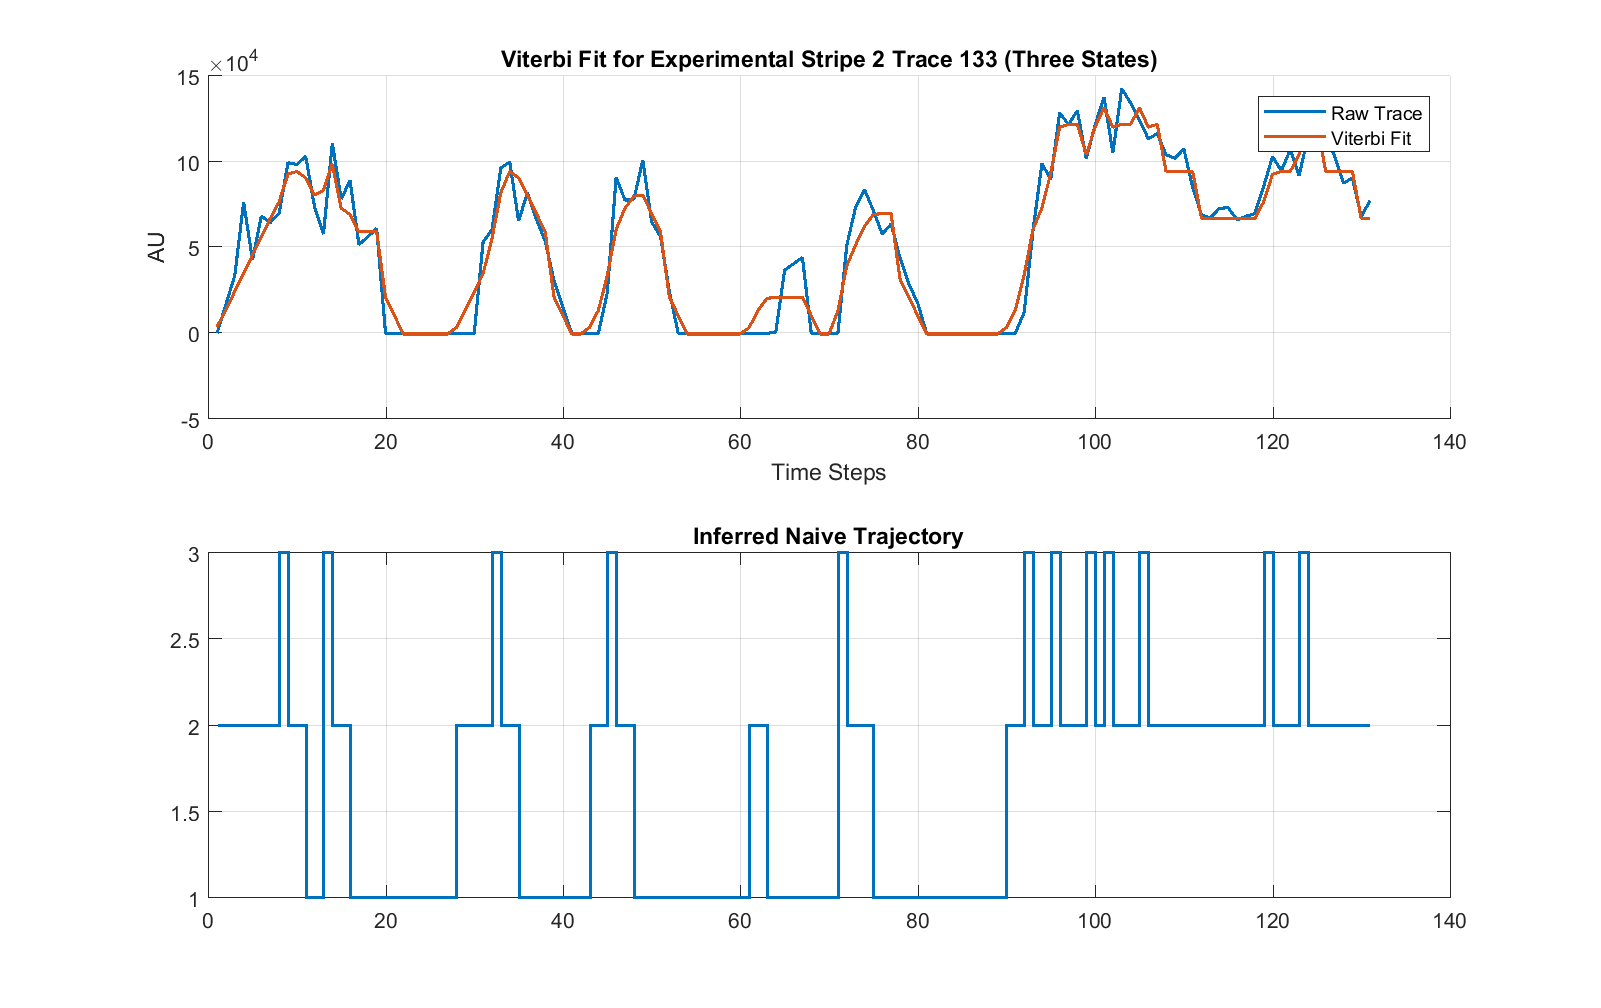 Viterbi Fit for Experimental Stripe 2 Trace 133 (Three States)
×10⁴
15
10
5
0
-5
AU
Raw Trace
Viterbi Fit
0 20 40 60 80 100 120 140
Time Steps
Inferred Naive Trajectory
3
2.5
2
1.5
1
0 20 40 60 80 100 120 140